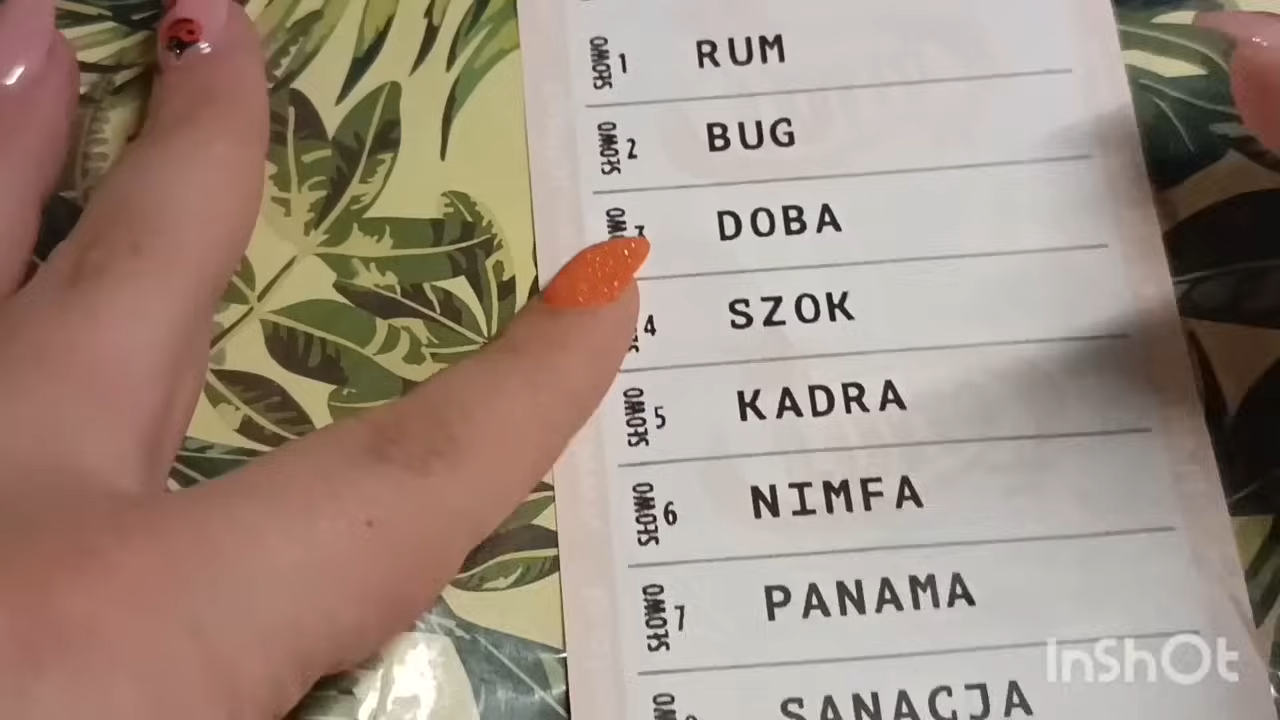 SŁOWO 1 RUM
SŁOWO 2 BUG
3 DOBA
4 SZOK
SŁOWO 5 KADRA
SŁOWO 6 NIMFA
SŁOWO 7 PANAMA
SANACJA
InShOt